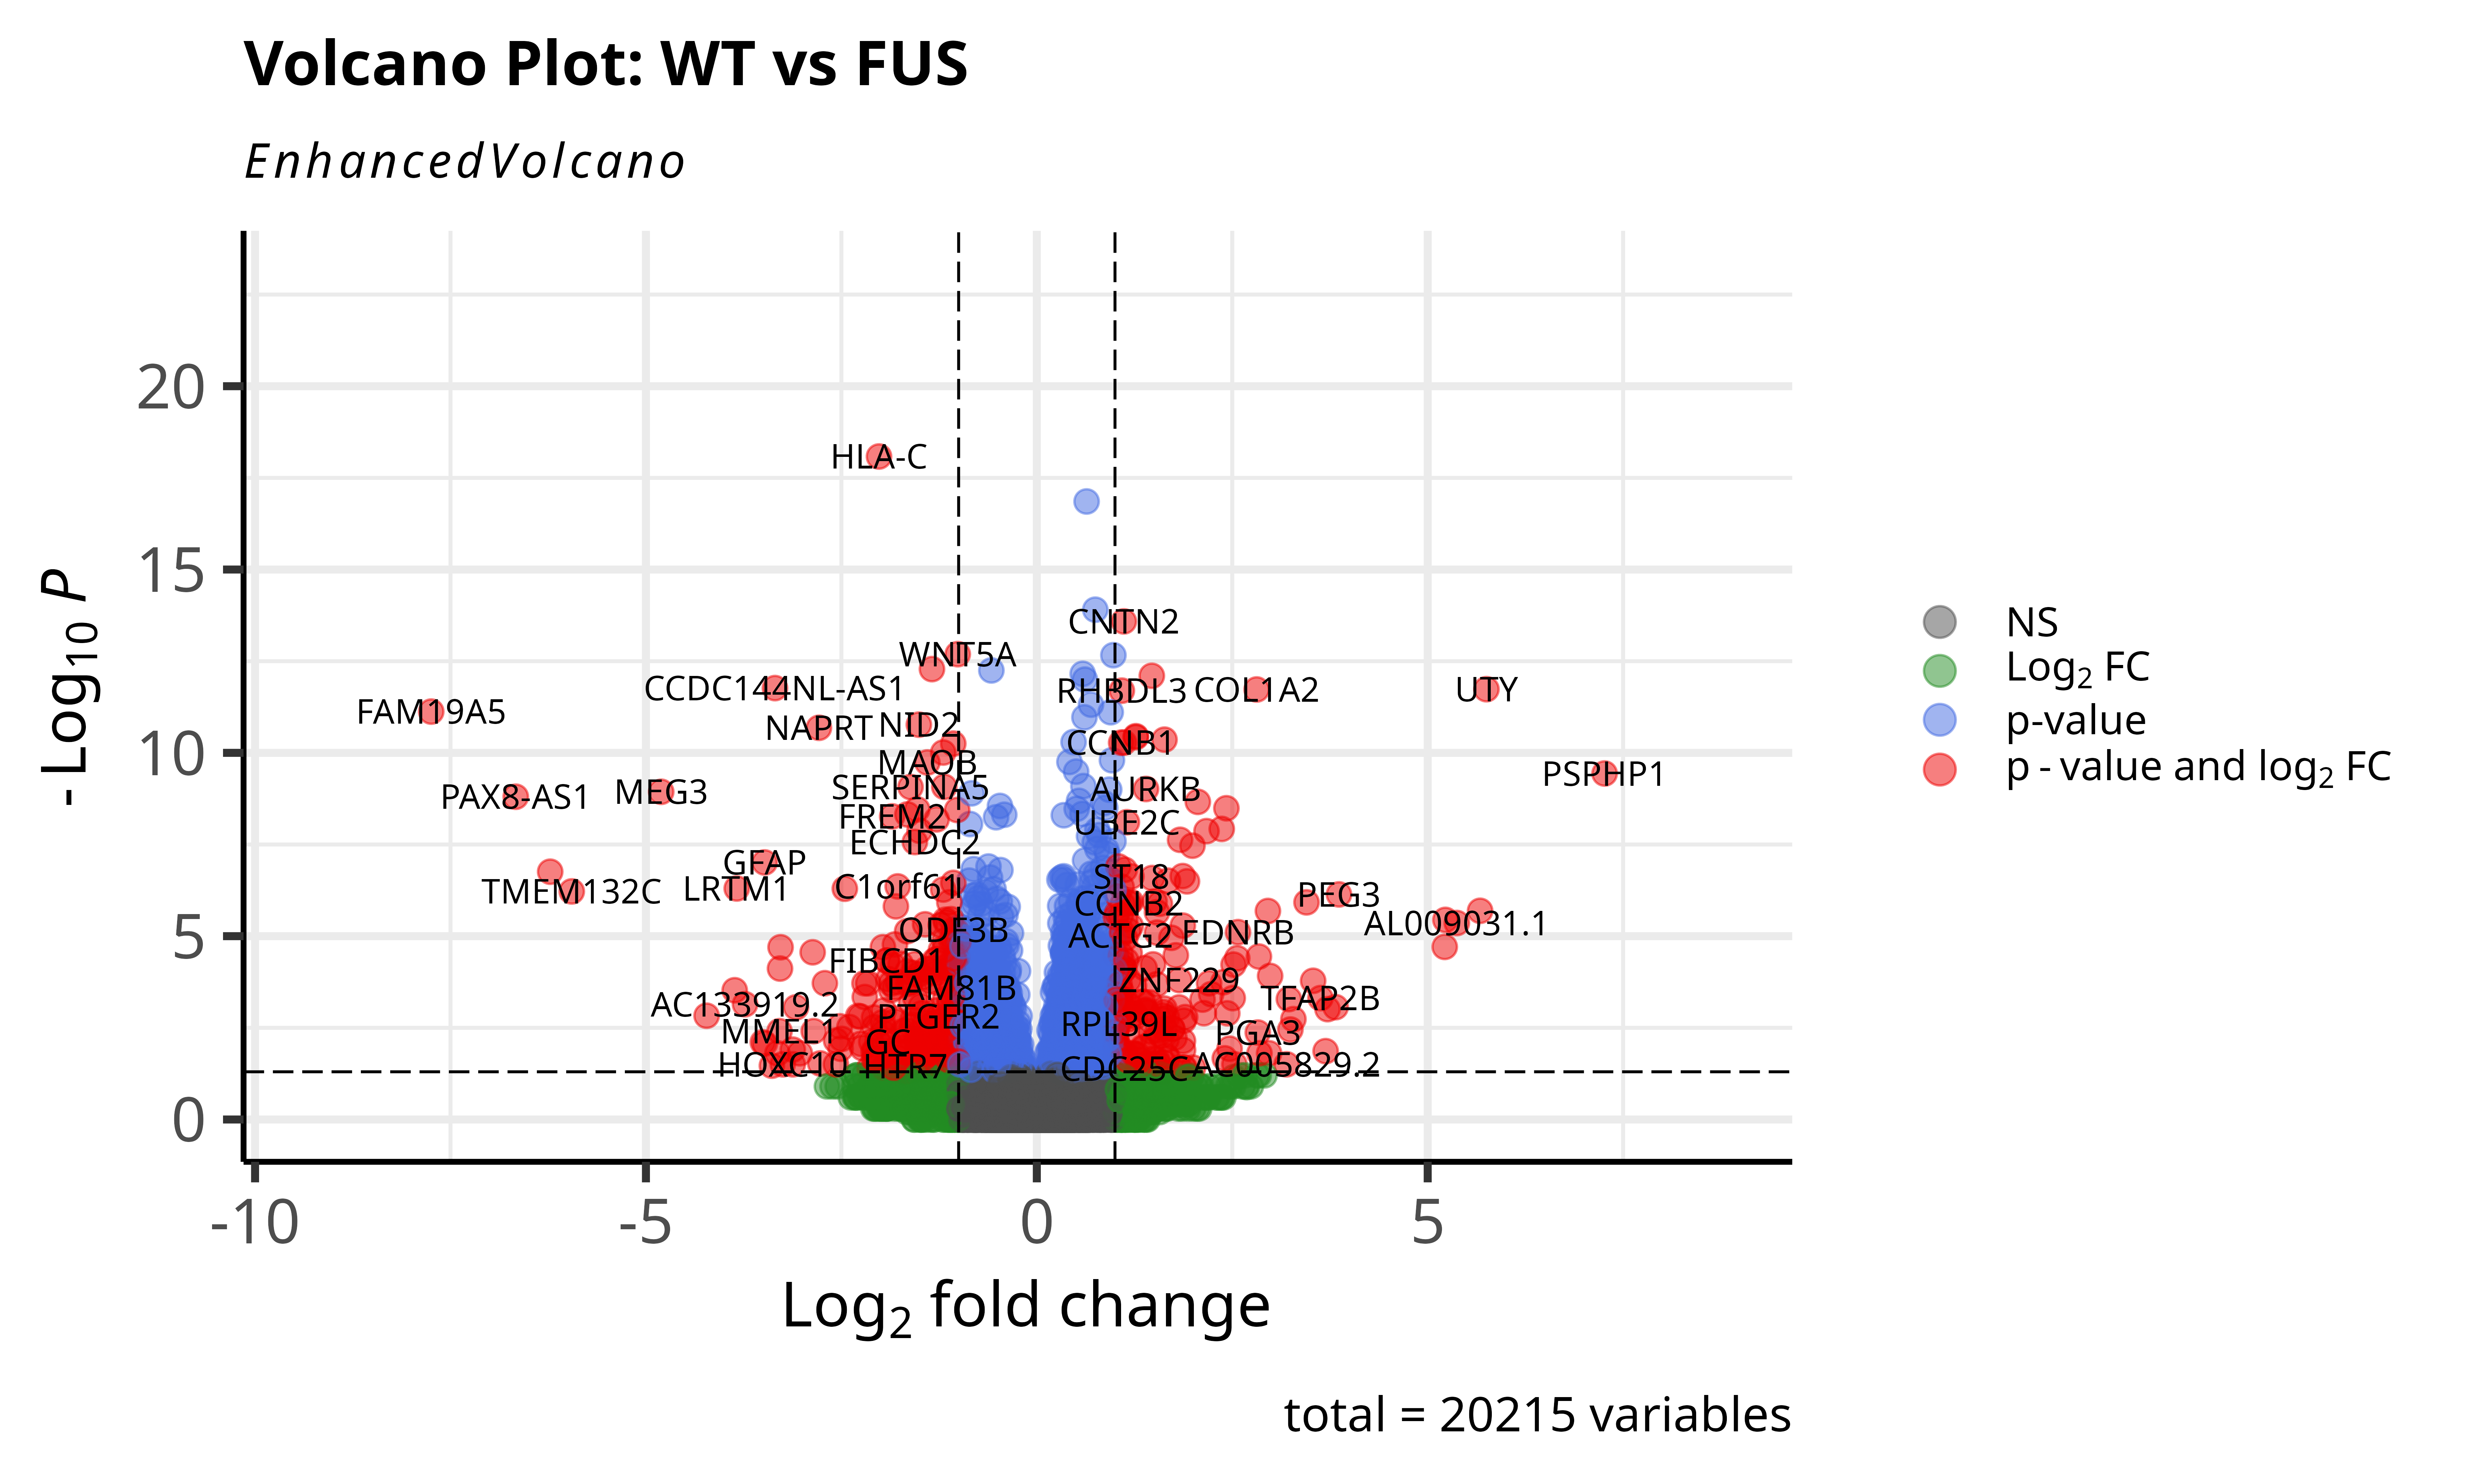 Volcano Plot: WT vs FUS
EnhancedVolcano
- Log10 P
20
15
10
5
0
HLA-C
CNTN2
WNT5A
CCDC144NL-AS1
RHBDL3
COL1A2
UTY
FAM19A5
NAPRT
NID2
CCNB1
MAOB
PSPHP1
PAX8-AS1
MEG3
SERPINA5
AURKB
FREM2
UBE2C
ECHDC2
GFAP
ST18
TMEM132C
LRTM1
C1orf61
PEG3
CCNB2
AL009031.1
ODF3B
ACTG2
EDNRB
FIBCD1
ZNF229
FAM81B
AC133919.2
TFAP2B
PTGER2
RPL39L
MMEL1
GC
PGA3
HOXC10
HTR7
CDC25C
AC005829.2
-10
-5
0
5
Log2 fold change
NS
Log2 FC
p-value
p - value and log2 FC
total = 20215 variables